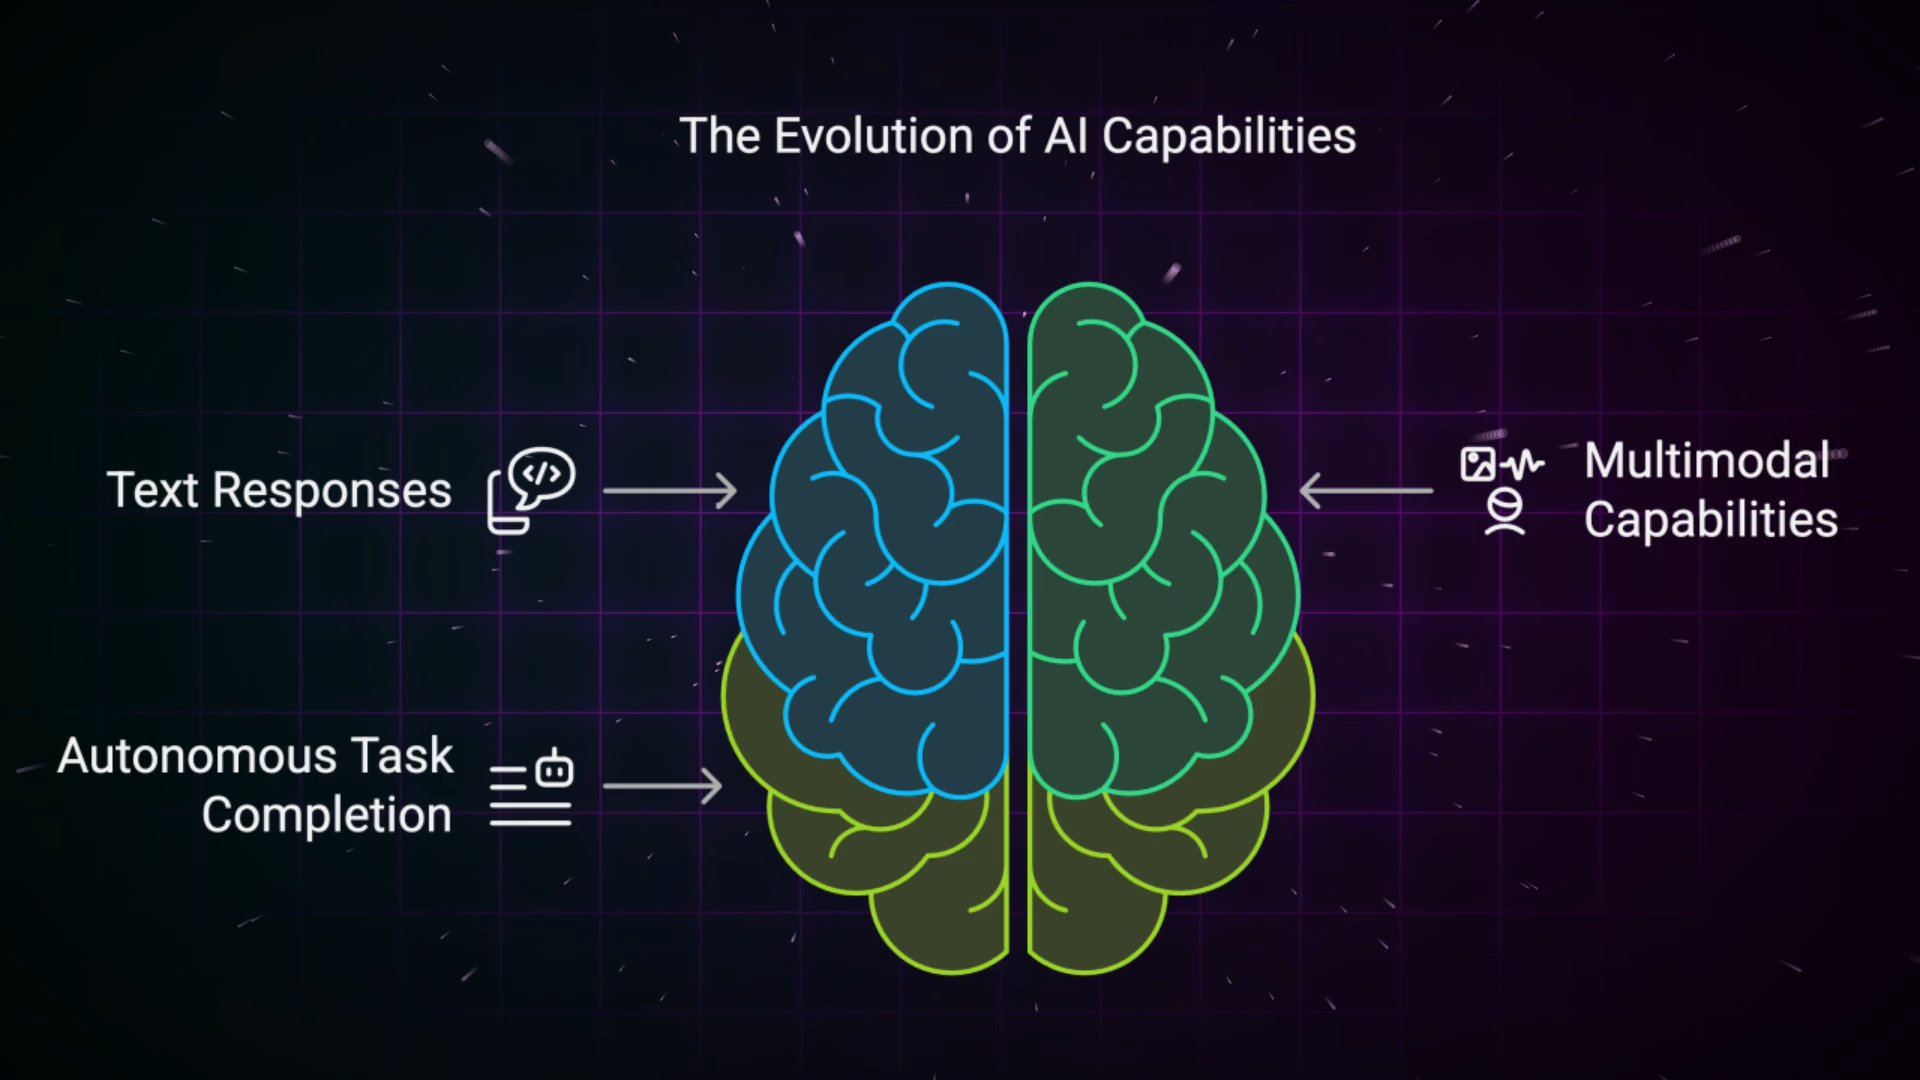 The Evolution of AI Capabilities
Text Responses
Multimodal
Capabilities
Autonomous Task
Completion